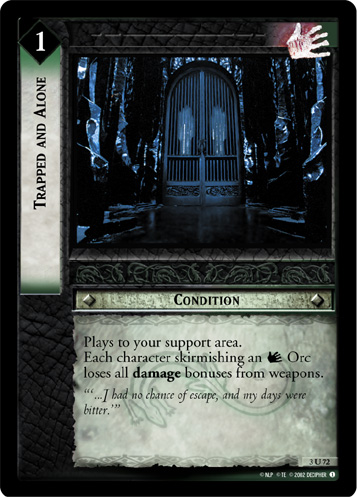 1
Trapped and Alone
Condition
Plays to your support area.
Each character skirmishing an Orc
loses all damage bonuses from weapons.
“‘...I had no chance of escape, and my days were
bitter.’”
3 U 72
© NLP ©TE © 2002 DECIPHER